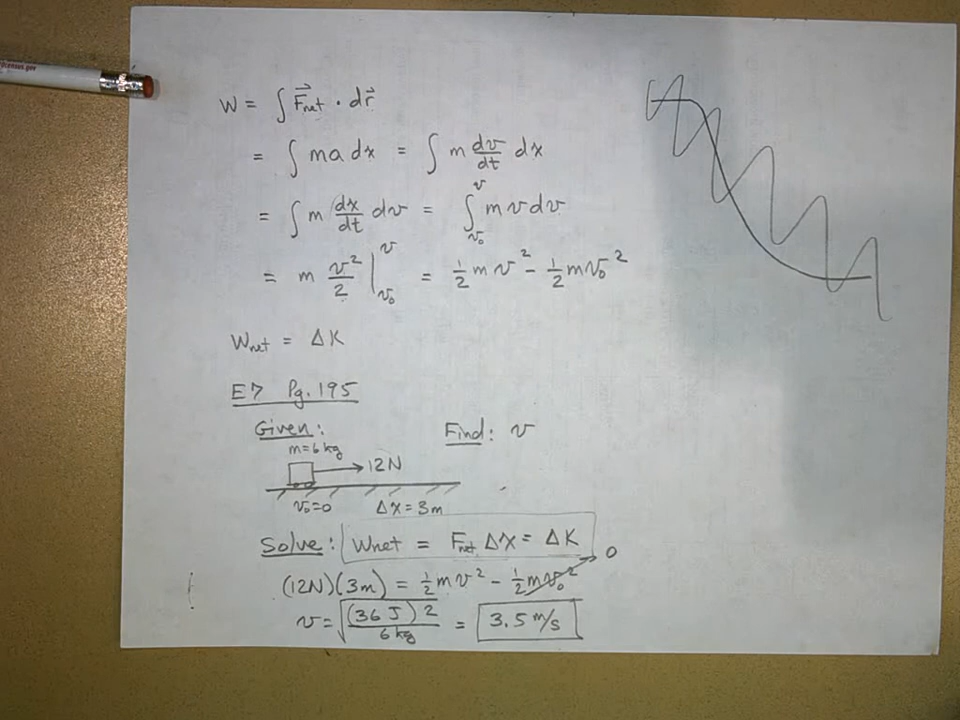 W = ∫ F⃗net · dr⃗
= ∫ ma dx = ∫ m dv/dt dx
= ∫ m dx/dt dv = ∫_{v₀}^{v} m v dv
= m v²/2 |_{v₀}^{v} = ½ m v² - ½ m v₀²
Wnet = ΔK
E7 Pg. 195
Given: Find: v
m=6 kg
12N
v₀=0 Δx=3m
Solve: Wnet = Fnet Δx = ΔK
0
(12N)(3m) = ½ m v² - ½ m v₀²
v = √((36 J) 2 / 6 kg) = 3.5 m/s